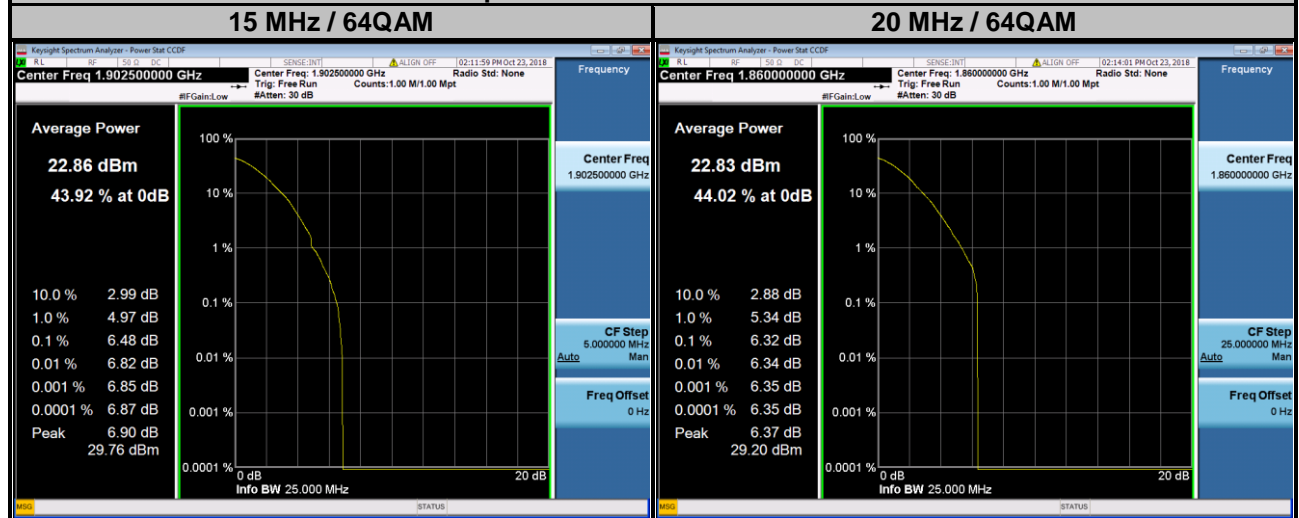 15 MHz / 64QAM
Keysight Spectrum Analyzer - Power Stat CCDF
RL RF 50 Ω DC SENSE:INT ALIGN OFF 02:11:59 PM Oct 23, 2018
Center Freq 1.902500000 GHz
Center Freq: 1.902500000 GHz Radio Std: None
Trig: Free Run Counts:1.00 M/1.00 Mpt
#IFGain:Low #Atten: 30 dB
Average Power
22.86 dBm
43.92 % at 0dB
10.0 % 2.99 dB
1.0 % 4.97 dB
0.1 % 6.48 dB
0.01 % 6.82 dB
0.001 % 6.85 dB
0.0001 % 6.87 dB
Peak 6.90 dB
29.76 dBm
100 %
10 %
1 %
0.1 %
0.01 %
0.001 %
0.0001 %
0 dB 20 dB
Info BW 25.000 MHz
Frequency
Center Freq
1.902500000 GHz
CF Step
5.000000 MHz
Auto Man
Freq Offset
0 Hz
MSG STATUS
20 MHz / 64QAM
Keysight Spectrum Analyzer - Power Stat CCDF
RL RF 50 Ω DC SENSE:INT ALIGN OFF 02:14:01 PM Oct 23, 2018
Center Freq 1.860000000 GHz
Center Freq: 1.860000000 GHz Radio Std: None
Trig: Free Run Counts:1.00 M/1.00 Mpt
#IFGain:Low #Atten: 30 dB
Average Power
22.83 dBm
44.02 % at 0dB
10.0 % 2.88 dB
1.0 % 5.34 dB
0.1 % 6.32 dB
0.01 % 6.34 dB
0.001 % 6.35 dB
0.0001 % 6.35 dB
Peak 6.37 dB
29.20 dBm
100 %
10 %
1 %
0.1 %
0.01 %
0.001 %
0.0001 %
0 dB 20 dB
Info BW 25.000 MHz
Frequency
Center Freq
1.860000000 GHz
CF Step
25.000000 MHz
Auto Man
Freq Offset
0 Hz
MSG STATUS